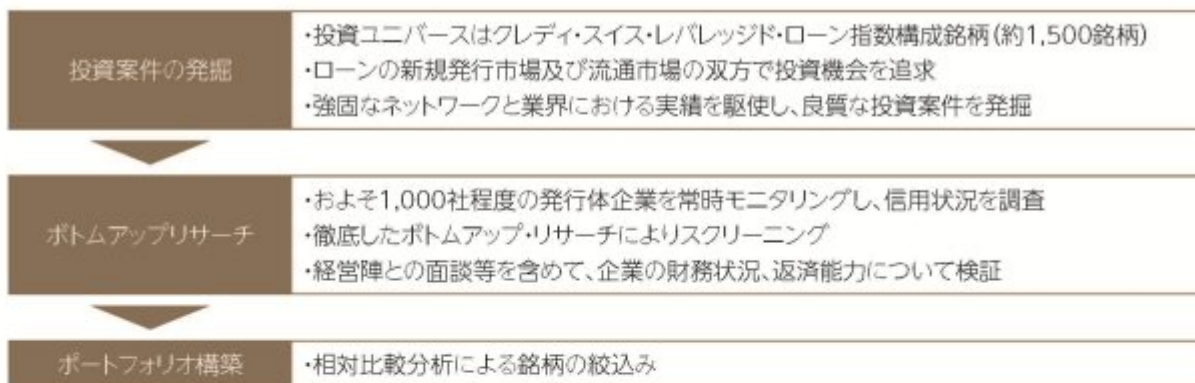 投資案件の発掘
・投資ユニバースはクレディ・スイス・レバレッジド・ローン指数構成銘柄(約1,500銘柄)
・ローンの新規発行市場及び流通市場の双方で投資機会を追求
・強固なネットワークと業界における実績を駆使し、良質な投資案件を発掘
ボトムアップリサーチ
・およそ1,000社程度の発行体企業を常時モニタリングし、信用状況を調査
・徹底したボトムアップ・リサーチによりスクリーニング
・経営陣との面談等を含めて、企業の財務状況、返済能力について検証
ポートフォリオ構築
・相対比較分析による銘柄の絞込み